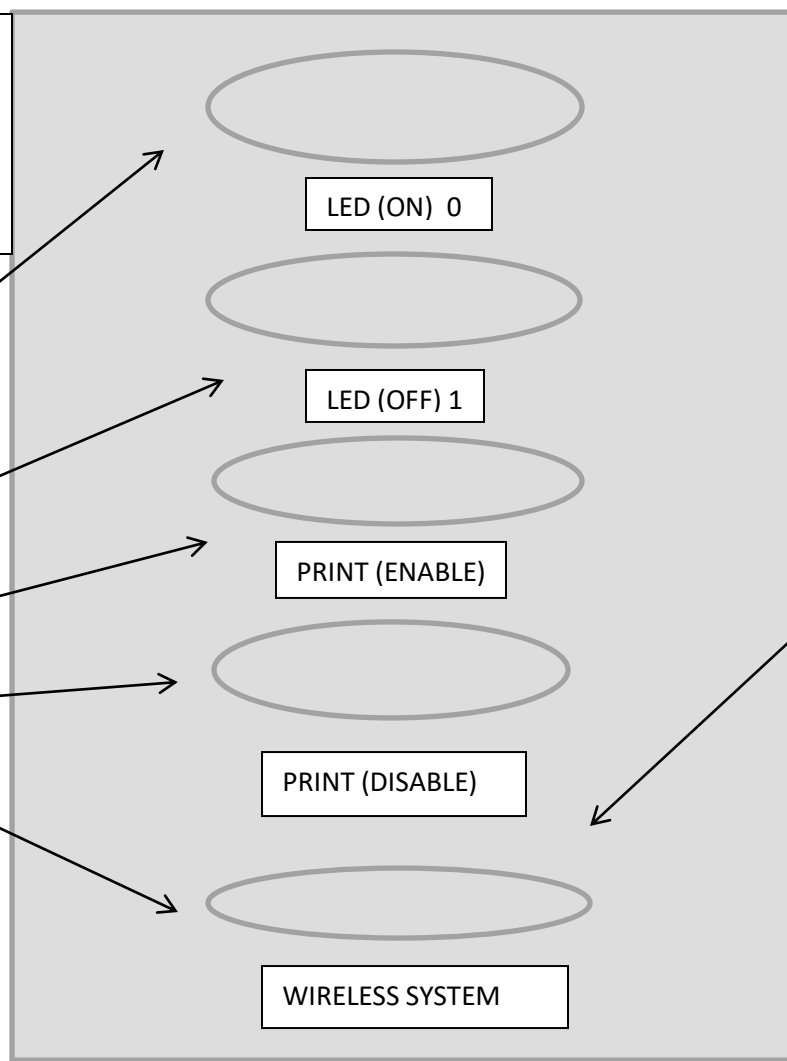 LED (ON)  0
LED (OFF) 1
PRINT (ENABLE)
PRINT (DISABLE)
WIRELESS SYSTEM